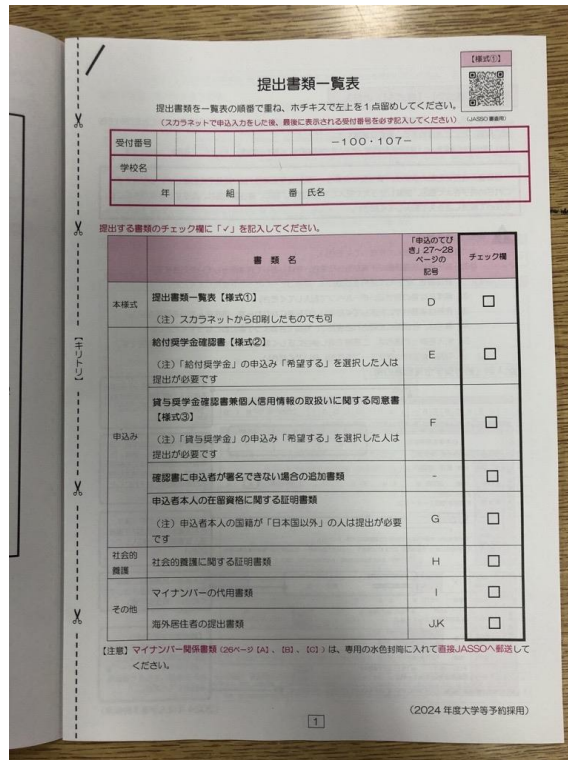 【様式①】
提出書類一覧表
提出書類を一覧表の順番で重ね、ホチキスで左上を1点留めしてください。
(スカラネットで申込入力をした後、最後に表示される受付番号を必ず記入してください)
(JASSO審査用)
受付番号 -100・107-
学校名
年 組 番 氏名
提出する書類のチェック欄に「✓」を記入してください。
書 類 名
「申込のてび
き」27~28
ページの
記号
チェック欄
本様式
提出書類一覧表【様式①】
(注)スカラネットから印刷したものでも可
D
申込み
給付奨学金確認書【様式②】
(注)「給付奨学金」の申込み「希望する」を選択した人は
提出が必要です
E
貸与奨学金確認書兼個人信用情報の取扱いに関する同意書
【様式③】
(注)「貸与奨学金」の申込み「希望する」を選択した人は
提出が必要です
F
確認書に申込者が署名できない場合の追加書類
-
申込者本人の在留資格に関する証明書類
(注)申込者本人の国籍が「日本国以外」の人は提出が必要
です
G
社会的
養護
社会的養護に関する証明書類
H
その他
マイナンバーの代用書類
I
海外居住者の提出書類
J.K
【注意】マイナンバー関係書類(26ページ【A】、【B】、【C】)は、専用の水色封筒に入れて直接JASSOへ郵送して
ください。
【キリトリ】
1
(2024年度大学等予約採用)